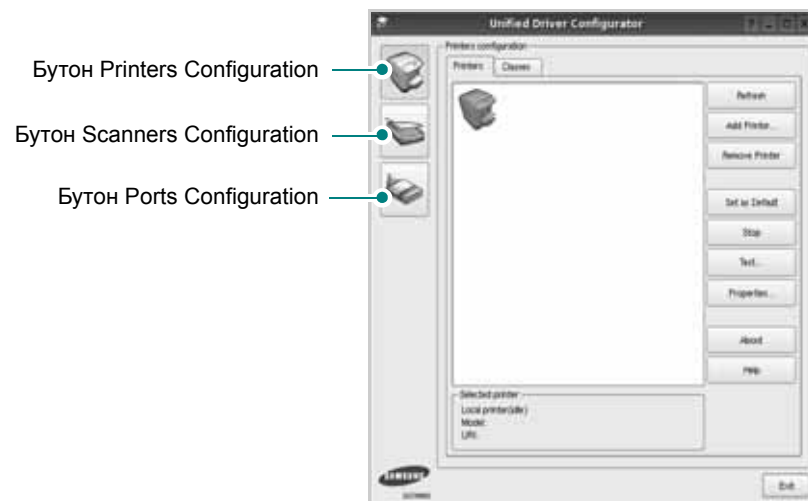 Unified Driver Configurator
Бутон Printers Configuration
Бутон Scanners Configuration
Бутон Ports Configuration
Printers configuration
Printers
Classes
Refresh
Add Printer...
Remove Printer
Set as Default
Stop
Test...
Properties...
About
Help
Selected printer
Local printer(idle)
Model:
URI:
SAMSUNG
Exit